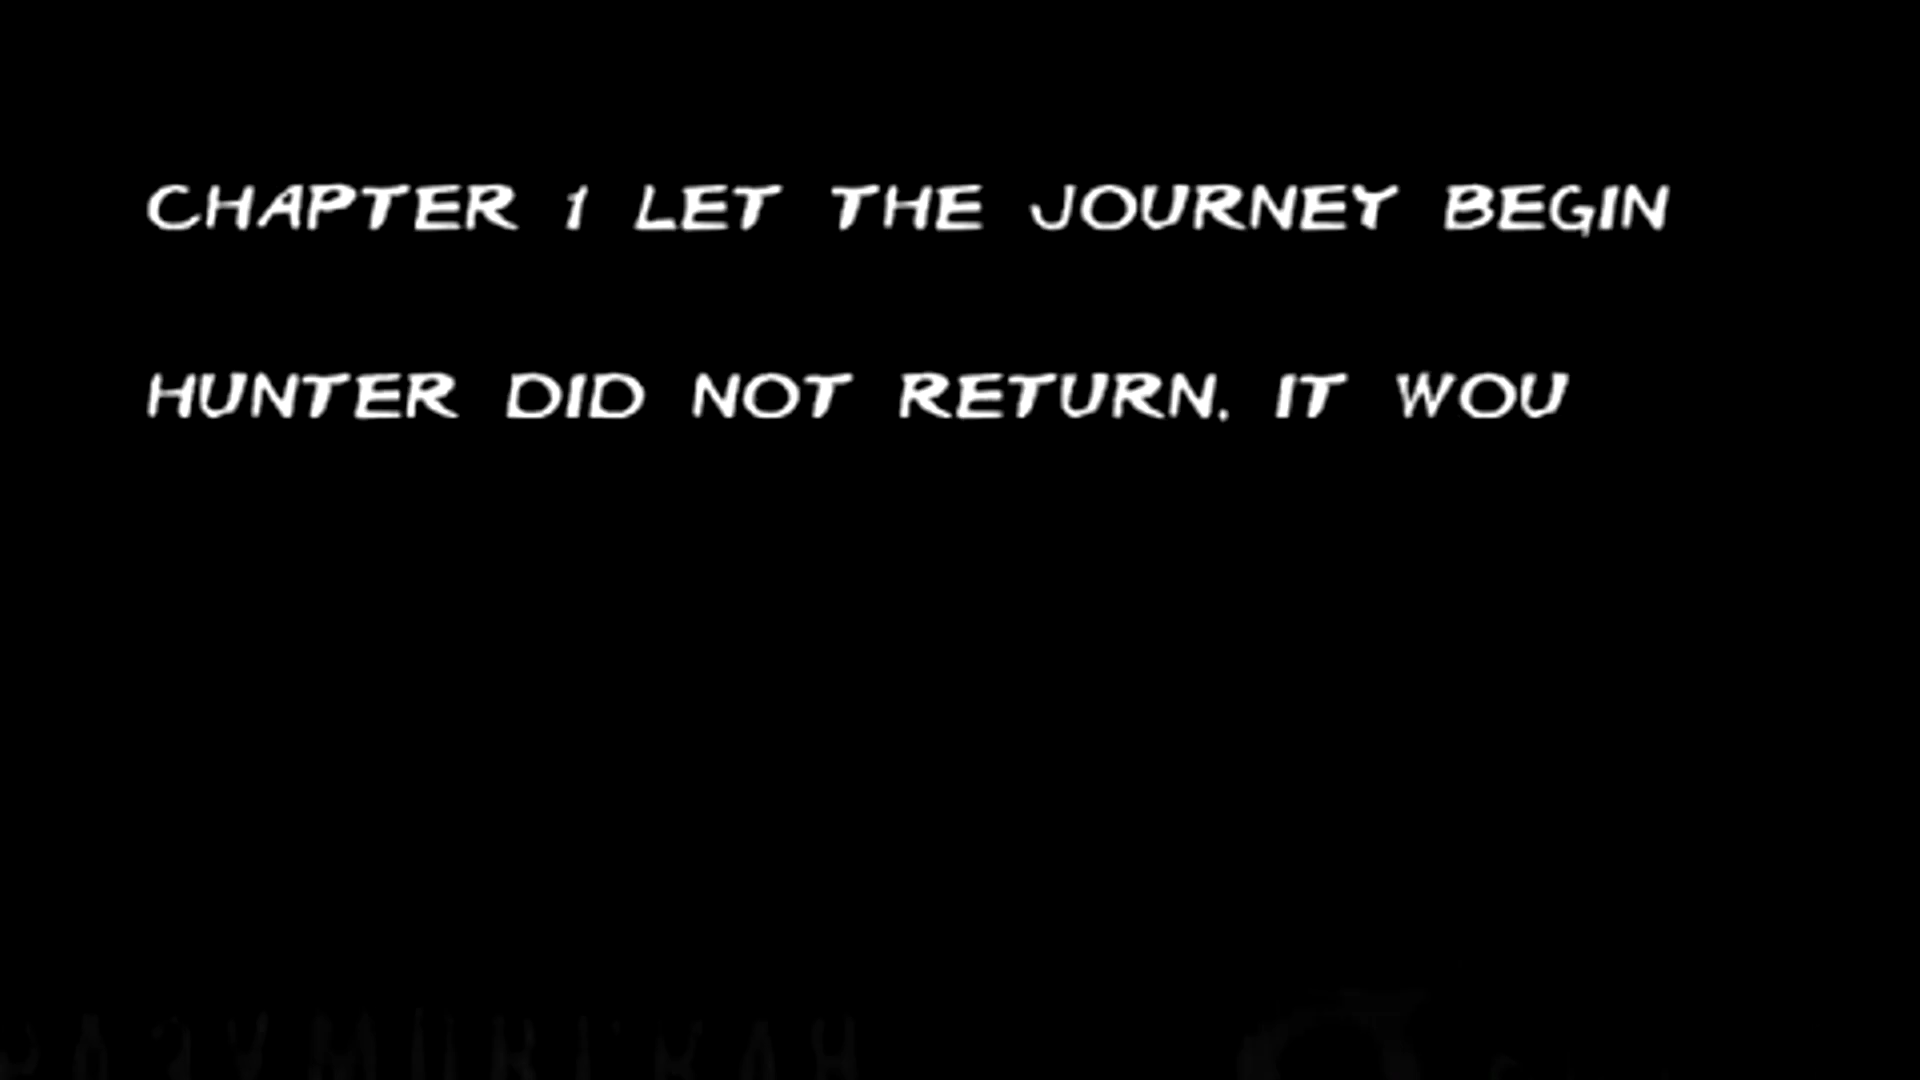 CHAPTER 1 LET THE JOURNEY BEGIN
HUNTER DID NOT RETURN. IT WOU